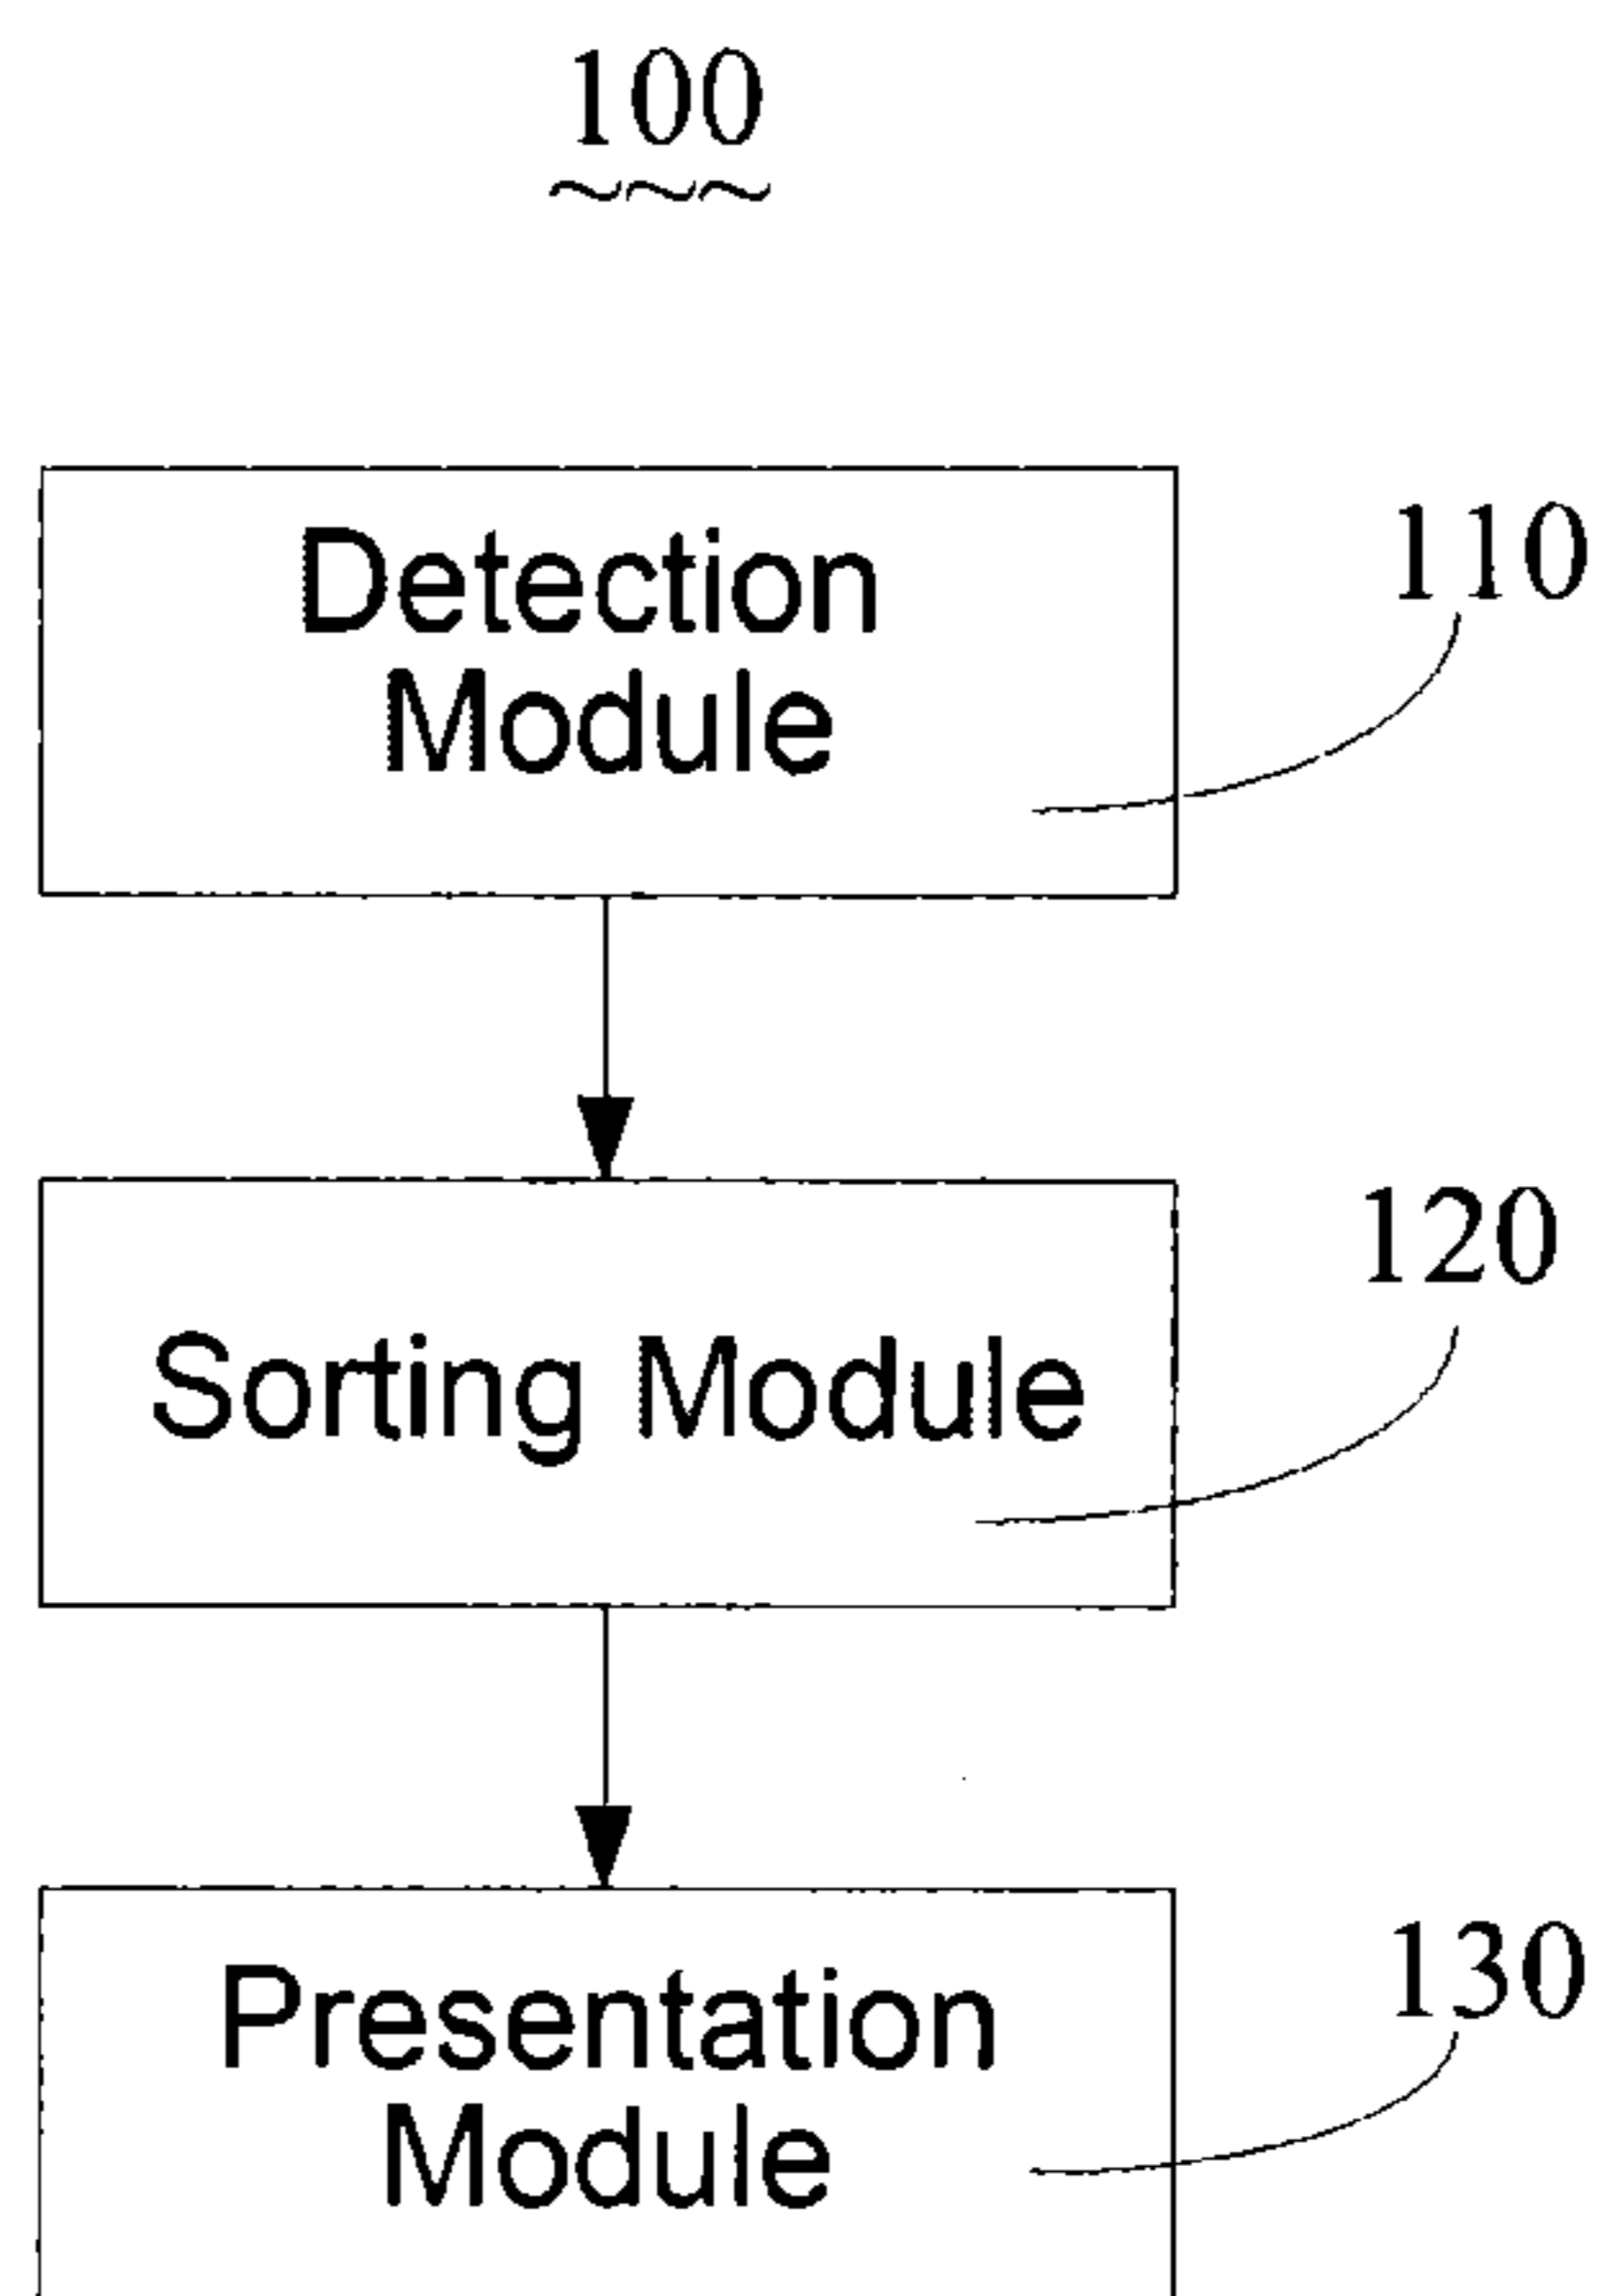 100
Detection
Module
110
Sorting Module
120
Presentation
Module
130